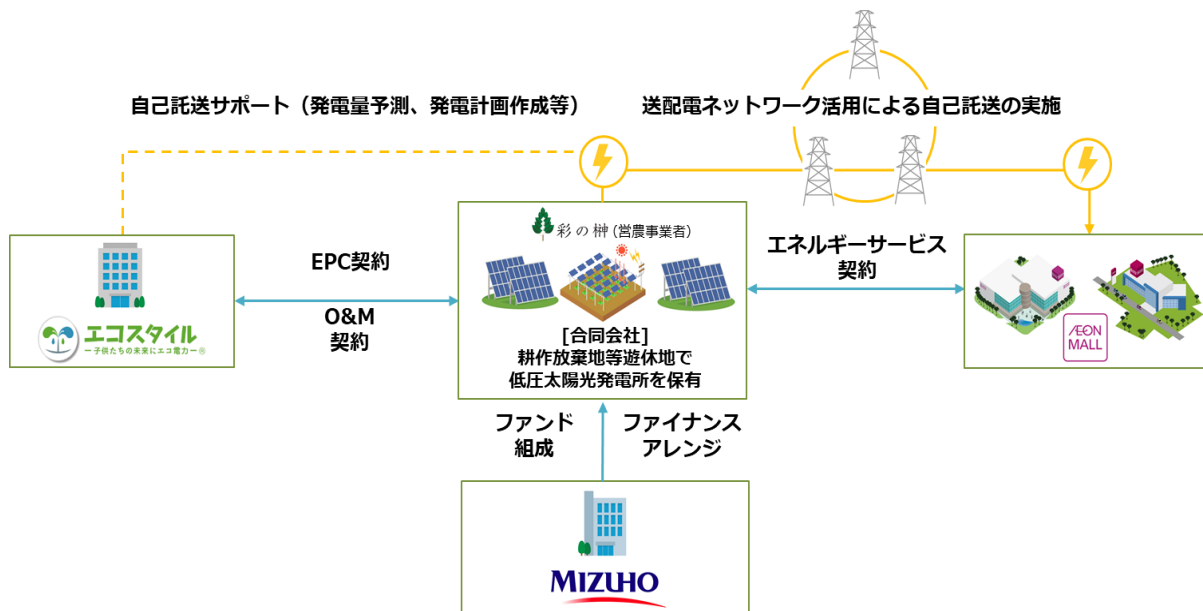 自己託送サポート（発電量予測、発電計画作成等）
送配電ネットワーク活用による自己託送の実施
彩の榊（営農事業者）
EPC契約
O&M
契約
エネルギーサービス
契約
エコスタイル
ー子供たちの未来にエコ電力ー®
[合同会社]
耕作放棄地等遊休地で
低圧太陽光発電所を保有
ÆON
MALL
ファンド
組成
ファイナンス
アレンジ
MIZUHO